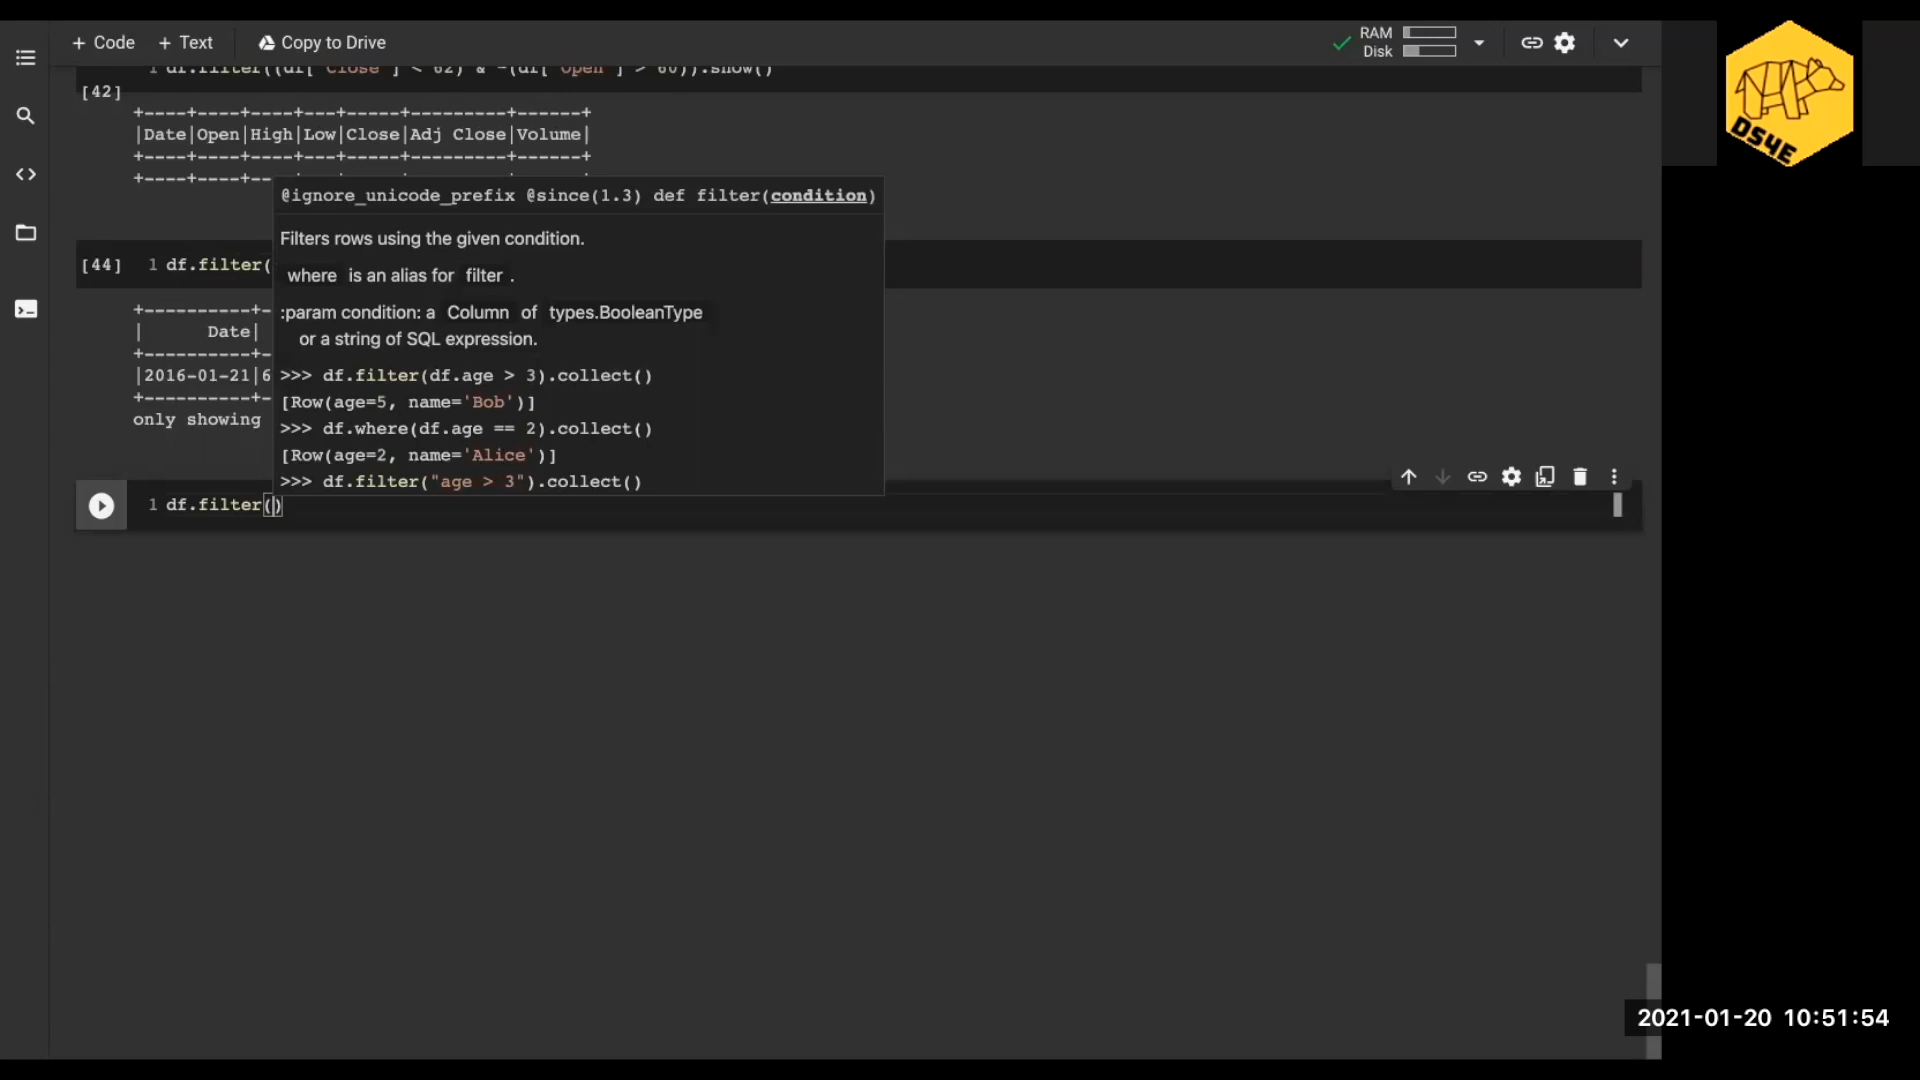 + Code + Text Copy to Drive RAM
Disk
1 df.filter((df["Close"] < 62) & ~(df["Open"] > 60)).show()
[42]
+----+----+----+---+-----+---------+------+
|Date|Open|High|Low|Close|Adj Close|Volume|
+----+----+----+---+-----+---------+------+
+----+----+--
@ignore_unicode_prefix @since(1.3) def filter(condition)
Filters rows using the given condition.
where is an alias for filter .
:param condition: a Column of types.BooleanType
or a string of SQL expression.
>>> df.filter(df.age > 3).collect()
[Row(age=5, name='Bob')]
>>> df.where(df.age == 2).collect()
[Row(age=2, name='Alice')]
>>> df.filter("age > 3").collect()
[44] 1 df.filter(
+----------+-
| Date|
+----------+-
|2016-01-21|6
+----------+-
only showing
1 df.filter()
DS4E
2021-01-20 10:51:54